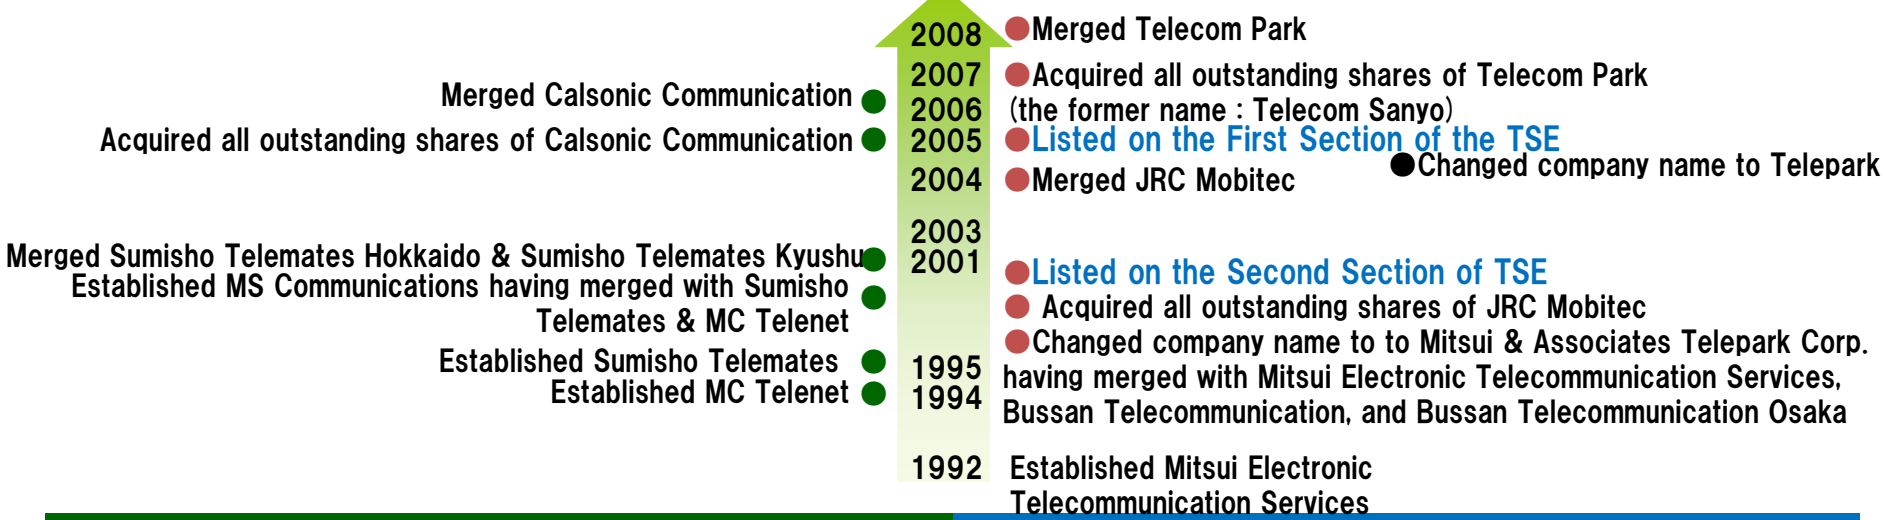 2008 ●Merged Telecom Park
2007 ●Acquired all outstanding shares of Telecom Park
Merged Calsonic Communication ●
2006 (the former name : Telecom Sanyo)
Acquired all outstanding shares of Calsonic Communication ● 2005 ●Listed on the First Section of the TSE
●Changed company name to Telepark
2004 ●Merged JRC Mobitec
2003
Merged Sumisho Telemates Hokkaido & Sumisho Telemates Kyushu ● 2001 ●Listed on the Second Section of TSE
Established MS Communications having merged with Sumisho ●
Telemates & MC Telenet
● Acquired all outstanding shares of JRC Mobitec
●Changed company name to to Mitsui & Associates Telepark Corp.
Established Sumisho Telemates ● 1995
having merged with Mitsui Electronic Telecommunication Services,
Established MC Telenet ● 1994
Bussan Telecommunication, and Bussan Telecommunication Osaka
1992 Established Mitsui Electronic
Telecommunication Services